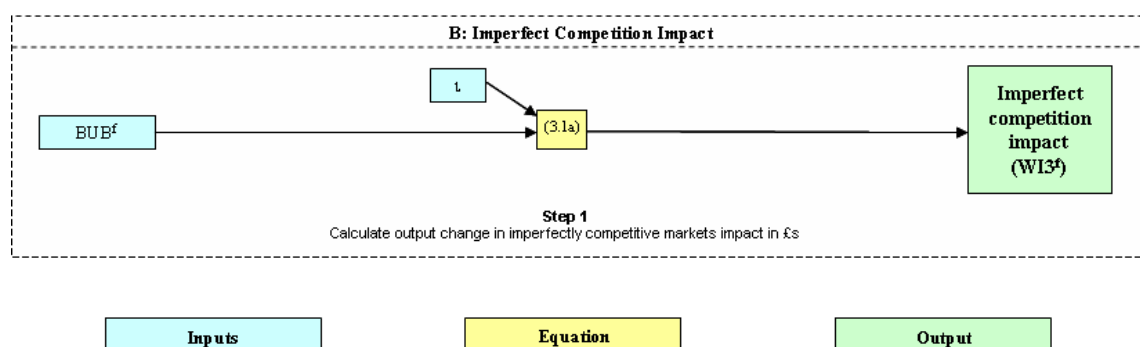 B: Imperfect Competition Impact
ι
BUBᶠ
(3.1a)
Imperfect
competition
impact
(WI3ᶠ)
Step 1
Calculate output change in imperfectly competitive markets impact in £s
Inputs
Equation
Output